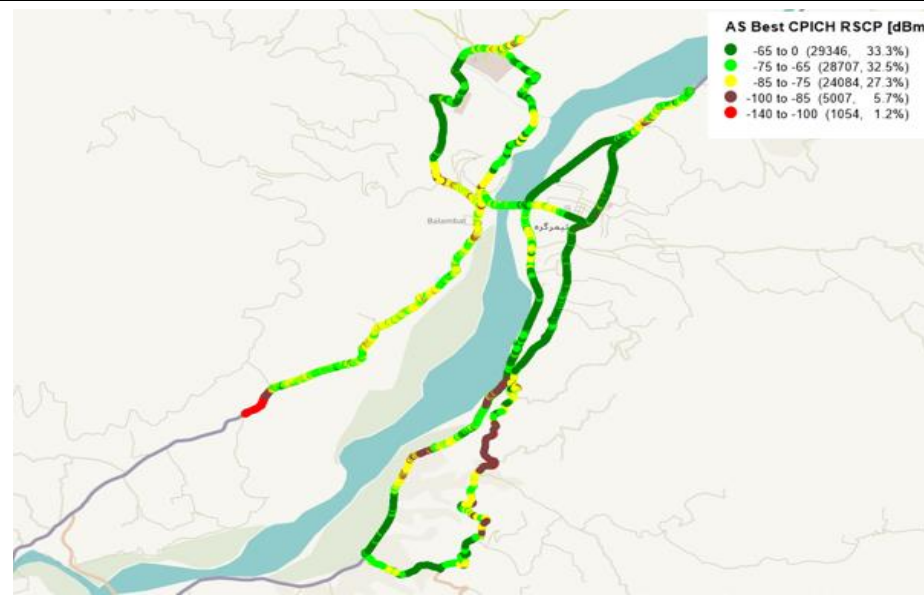 AS Best CPICH RSCP [dBm
-65 to 0 (29346, 33.3%)
-75 to -65 (28707, 32.5%)
-85 to -75 (24084, 27.3%)
-100 to -85 (5007, 5.7%)
-140 to -100 (1054, 1.2%)
Balambat
تیمرگرہ